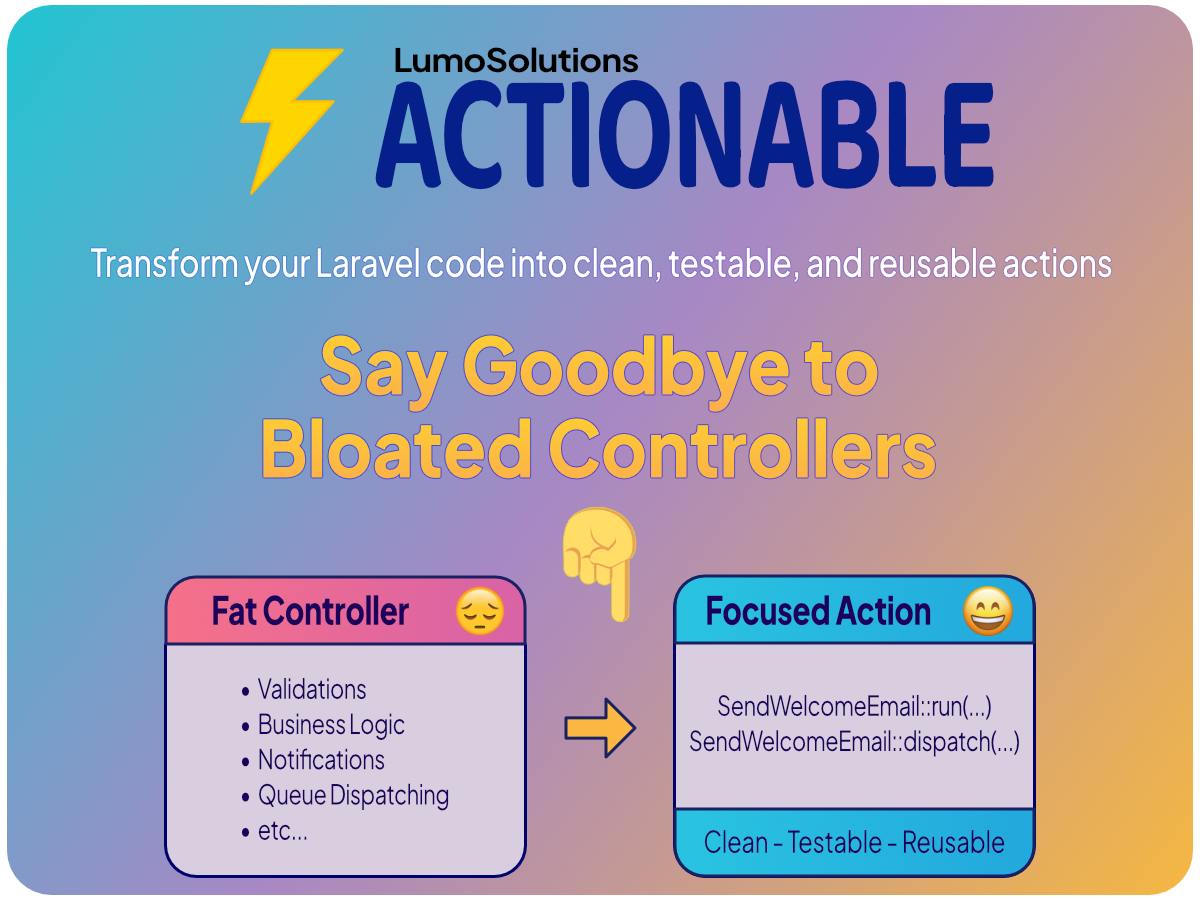 LumoSolutions
ACTIONABLE
Transform your Laravel code into clean, testable, and reusable actions
Say Goodbye to
Bloated Controllers
Fat Controller
• Validations
• Business Logic
• Notifications
• Queue Dispatching
• etc...
Focused Action
SendWelcomeEmail::run(...)
SendWelcomeEmail::dispatch(...)
Clean - Testable - Reusable